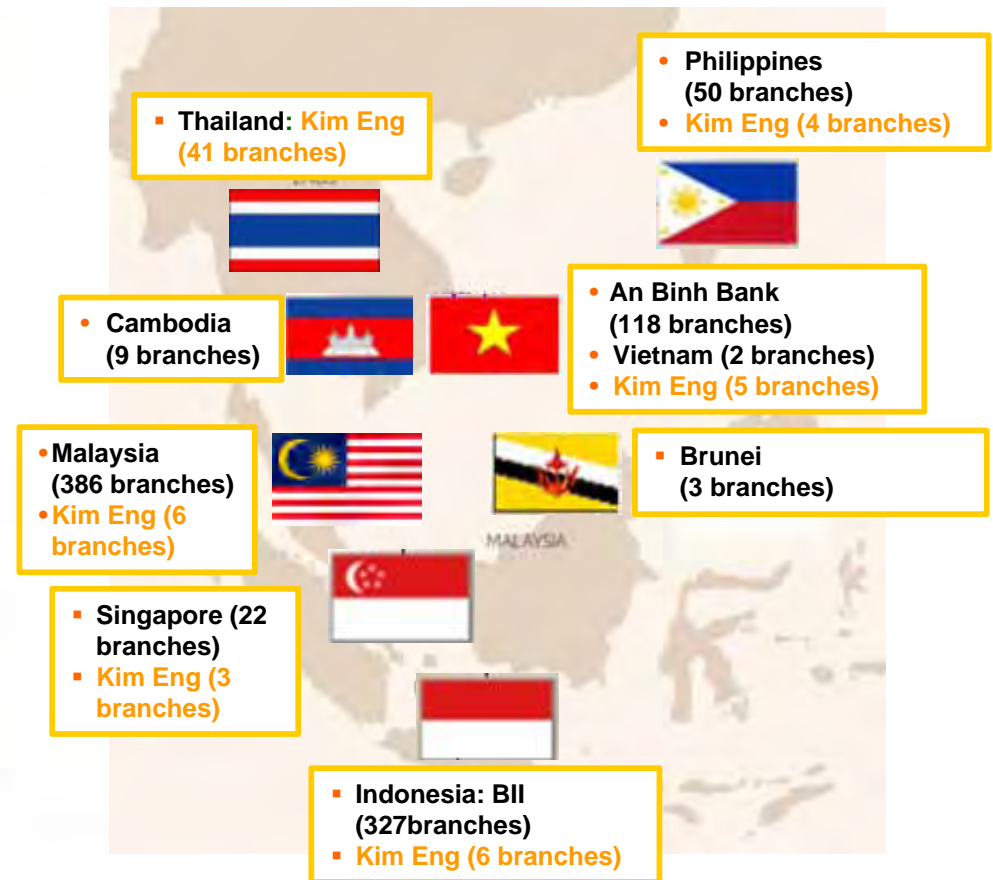 Philippines
(50 branches)
Kim Eng (4 branches)
Thailand: Kim Eng
(41 branches)
An Binh Bank
(118 branches)
Vietnam (2 branches)
Kim Eng (5 branches)
Cambodia
(9 branches)
Malaysia
(386 branches)
Kim Eng (6
branches)
Brunei
(3 branches)
MALAYSIA
Singapore (22
branches)
Kim Eng (3
branches)
Indonesia: BII
(327branches)
Kim Eng (6 branches)